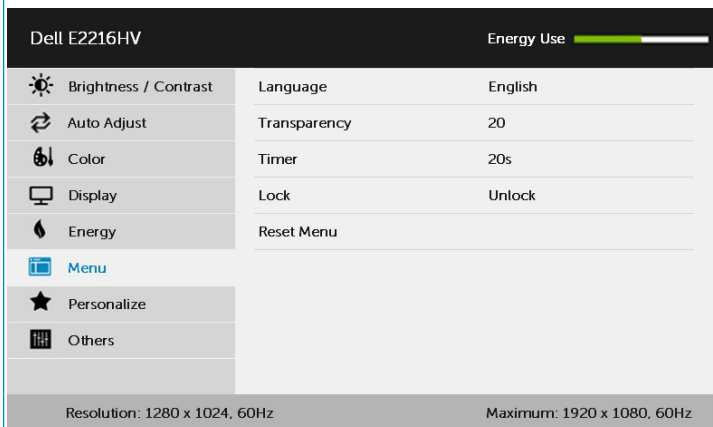 Dell E2216HV Energy Use
Brightness / Contrast Language English
Auto Adjust Transparency 20
Color Timer 20s
Display Lock Unlock
Energy Reset Menu
Menu
Personalize
Others
Resolution: 1280 x 1024, 60Hz Maximum: 1920 x 1080, 60Hz